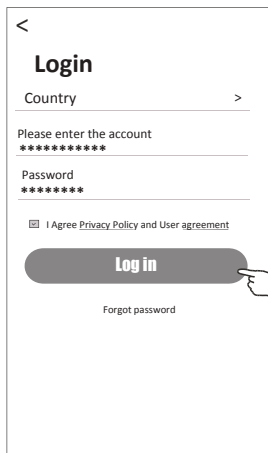 <
Login
Country >
Please enter the account
***********
Password
********
I Agree Privacy Policy and User agreement
Log in
Forgot password